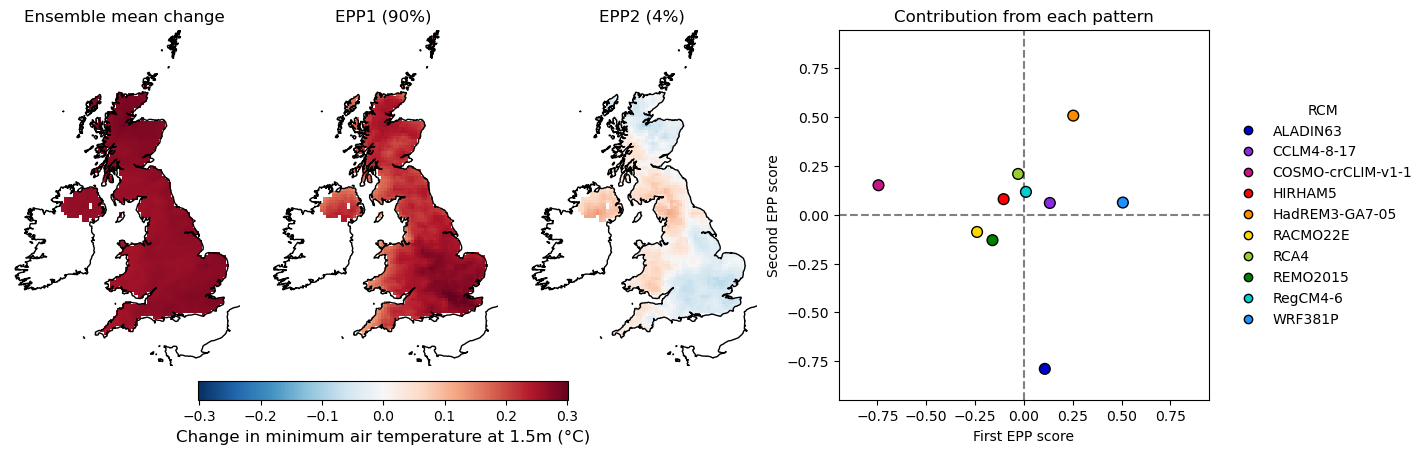 Ensemble mean change
EPP1 (90%)
EPP2 (4%)
Contribution from each pattern
−0.3 −0.2 −0.1 0.0 0.1 0.2 0.3
Change in minimum air temperature at 1.5m (°C)
Second EPP score
0.75
0.50
0.25
0.00
−0.25
−0.50
−0.75
−0.75 −0.50 −0.25 0.00 0.25 0.50 0.75
First EPP score
RCM
ALADIN63
CCLM4-8-17
COSMO-crCLIM-v1-1
HIRHAM5
HadREM3-GA7-05
RACMO22E
RCA4
REMO2015
RegCM4-6
WRF381P